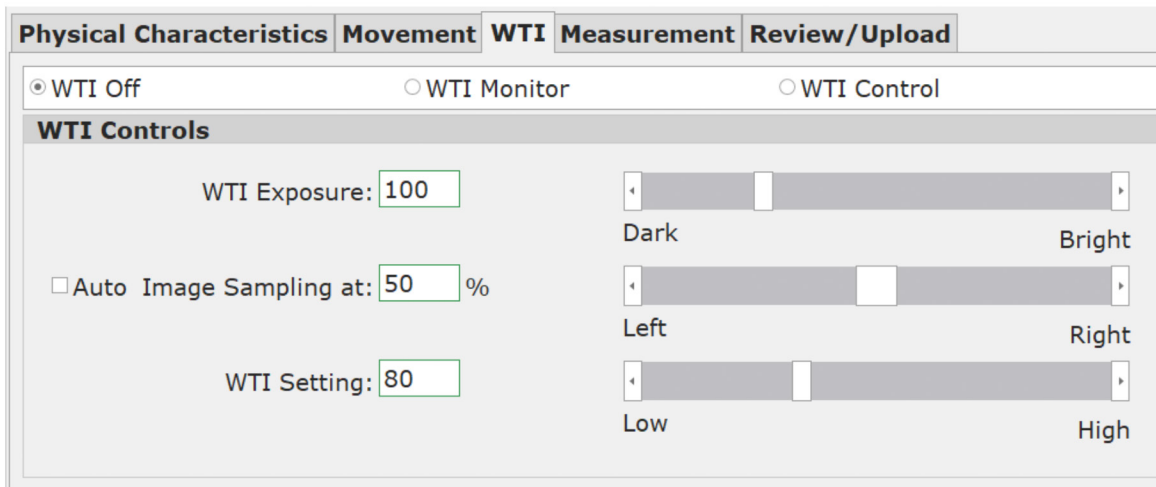 Physical Characteristics Movement WTI Measurement Review/Upload
WTI Off WTI Monitor WTI Control
WTI Controls
WTI Exposure: 100
Dark Bright
Auto Image Sampling at: 50 %
Left Right
WTI Setting: 80
Low High